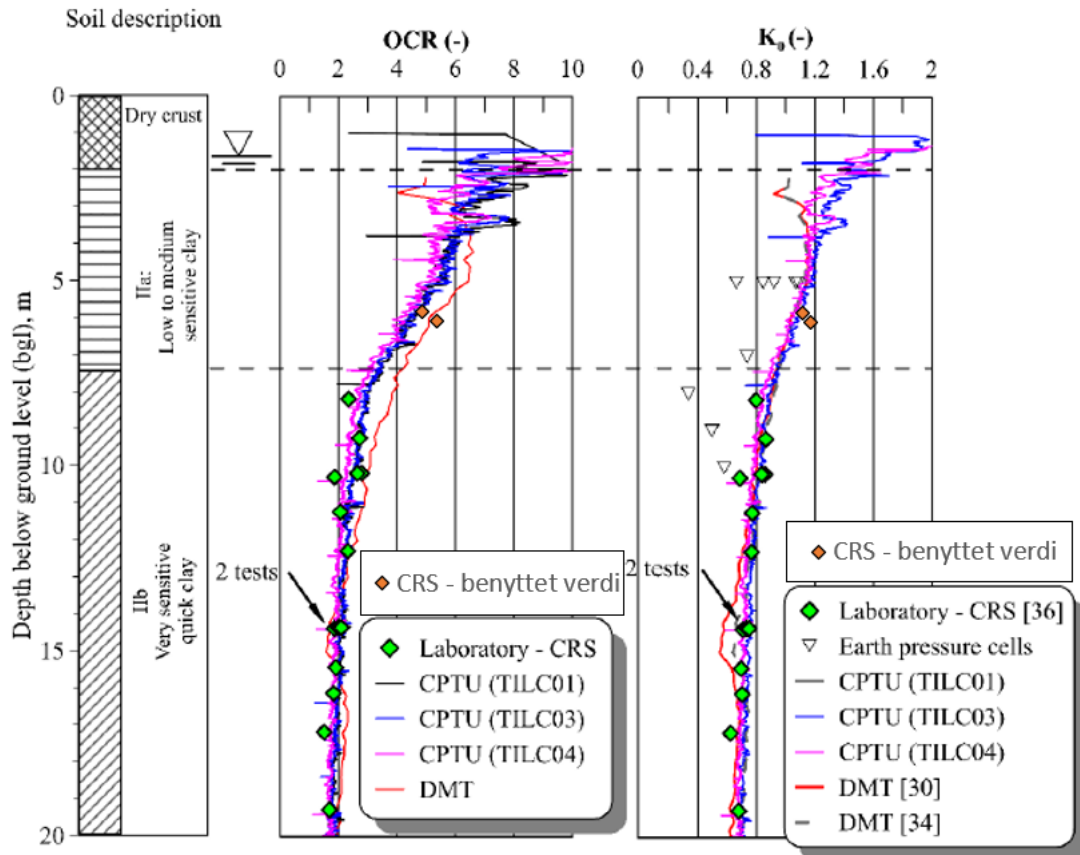 Soil description
OCR (-)
K₀ (-)
0 2 4 6 8 10
0 0.4 0.8 1.2 1.6 2
0
5
10
15
20
Depth below ground level (bgl), m
Dry crust
IIa:
Low to medium
sensitive clay
IIb
Very sensitive
quick clay
2 tests
CRS - benyttet verdi
Laboratory - CRS
CPTU (TILC01)
CPTU (TILC03)
CPTU (TILC04)
DMT
2 tests
CRS - benyttet verdi
Laboratory - CRS [36]
Earth pressure cells
CPTU (TILC01)
CPTU (TILC03)
CPTU (TILC04)
DMT [30]
DMT [34]